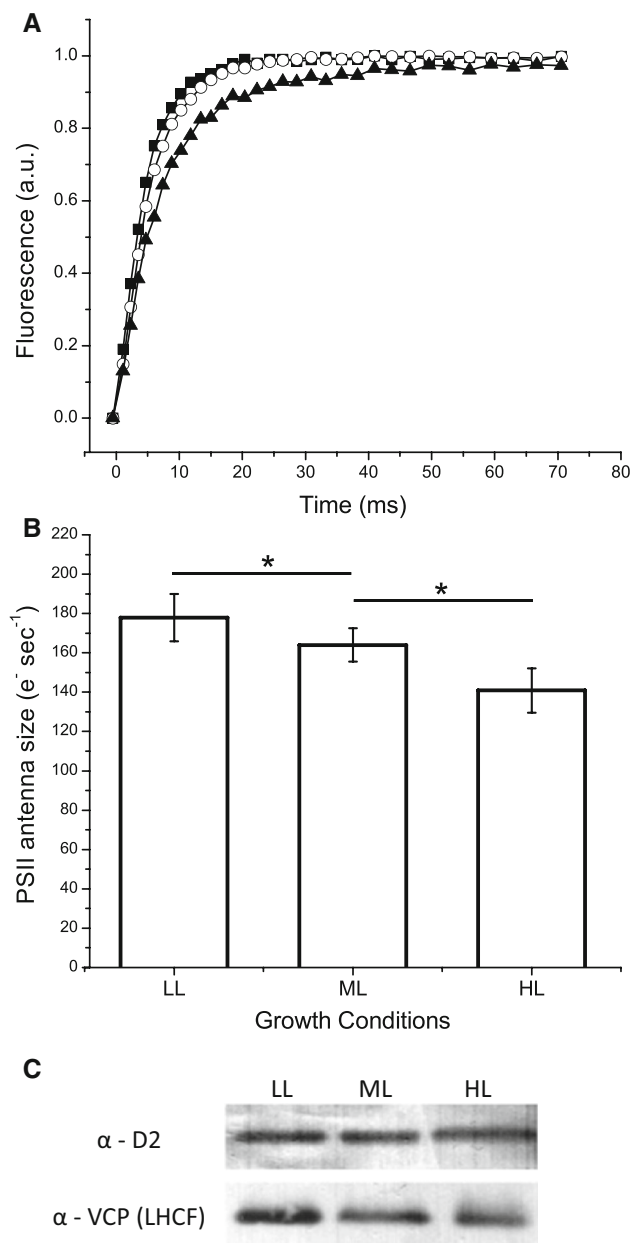 A
1.0
0.8
0.6
0.4
0.2
0.0
Fluorescence (a.u.)
0 10 20 30 40 50 60 70 80
Time (ms)
B
220
200
180
160
140
120
100
80
60
40
20
0
PSII antenna size (e⁻ sec⁻¹)
* *
LL ML HL
Growth Conditions
C
LL ML HL
α - D2
α - VCP (LHCF)